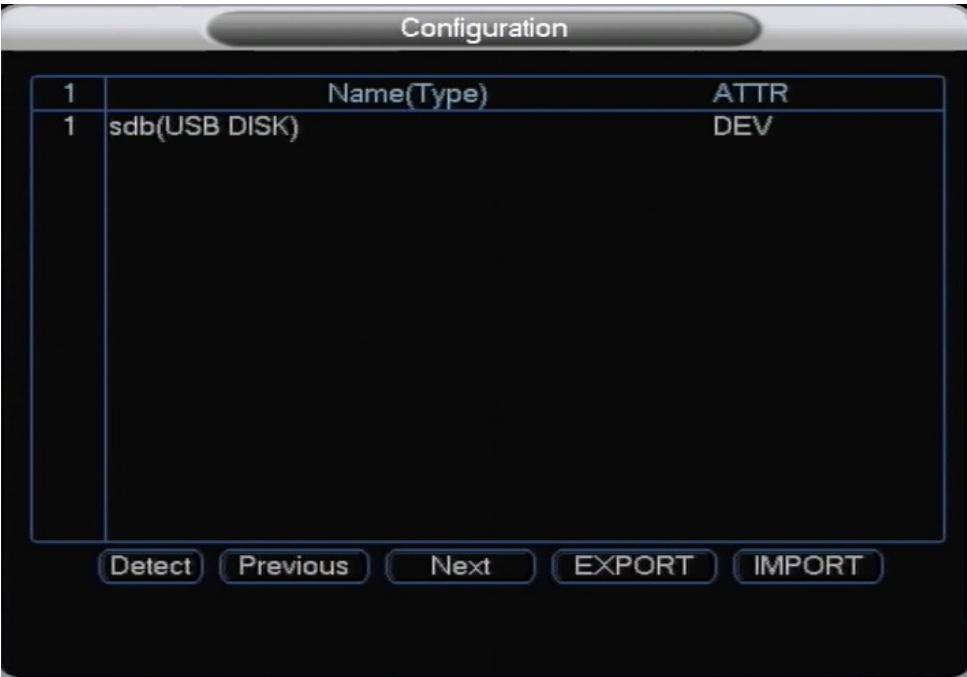 Configuration
1 Name(Type) ATTR
1 sdb(USB DISK) DEV
Detect Previous Next EXPORT IMPORT